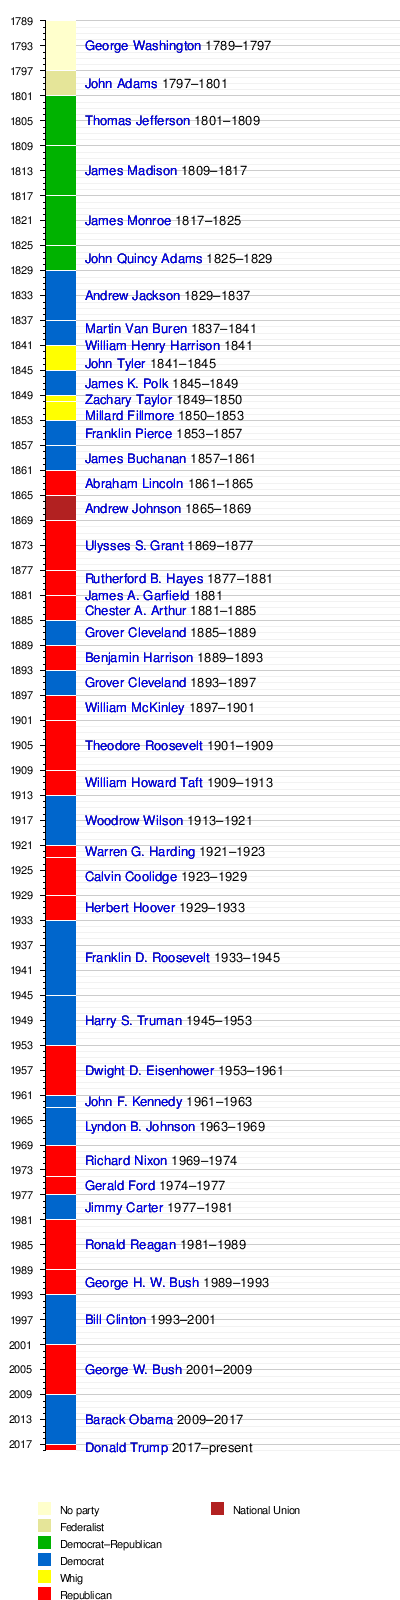 1789
1793 George Washington 1789–1797
1797
John Adams 1797–1801
1801
1805 Thomas Jefferson 1801–1809
1809
1813 James Madison 1809–1817
1817
1821 James Monroe 1817–1825
1825
John Quincy Adams 1825–1829
1829
1833 Andrew Jackson 1829–1837
1837
Martin Van Buren 1837–1841
1841 William Henry Harrison 1841
John Tyler 1841–1845
1845
James K. Polk 1845–1849
1849 Zachary Taylor 1849–1850
Millard Fillmore 1850–1853
1853
Franklin Pierce 1853–1857
1857
James Buchanan 1857–1861
1861
Abraham Lincoln 1861–1865
1865
Andrew Johnson 1865–1869
1869
1873 Ulysses S. Grant 1869–1877
1877
Rutherford B. Hayes 1877–1881
1881 James A. Garfield 1881
Chester A. Arthur 1881–1885
1885
Grover Cleveland 1885–1889
1889
Benjamin Harrison 1889–1893
1893
Grover Cleveland 1893–1897
1897
William McKinley 1897–1901
1901
1905 Theodore Roosevelt 1901–1909
1909
William Howard Taft 1909–1913
1913
1917 Woodrow Wilson 1913–1921
1921
Warren G. Harding 1921–1923
1925
Calvin Coolidge 1923–1929
1929
Herbert Hoover 1929–1933
1933
1937
Franklin D. Roosevelt 1933–1945
1941
1945
1949 Harry S. Truman 1945–1953
1953
1957 Dwight D. Eisenhower 1953–1961
1961
John F. Kennedy 1961–1963
1965
Lyndon B. Johnson 1963–1969
1969
Richard Nixon 1969–1974
1973
Gerald Ford 1974–1977
1977
Jimmy Carter 1977–1981
1981
1985 Ronald Reagan 1981–1989
1989
George H. W. Bush 1989–1993
1993
1997 Bill Clinton 1993–2001
2001
2005 George W. Bush 2001–2009
2009
2013 Barack Obama 2009–2017
2017 Donald Trump 2017–present
No party
Federalist
Democrat–Republican
Democrat
Whig
Republican
National Union